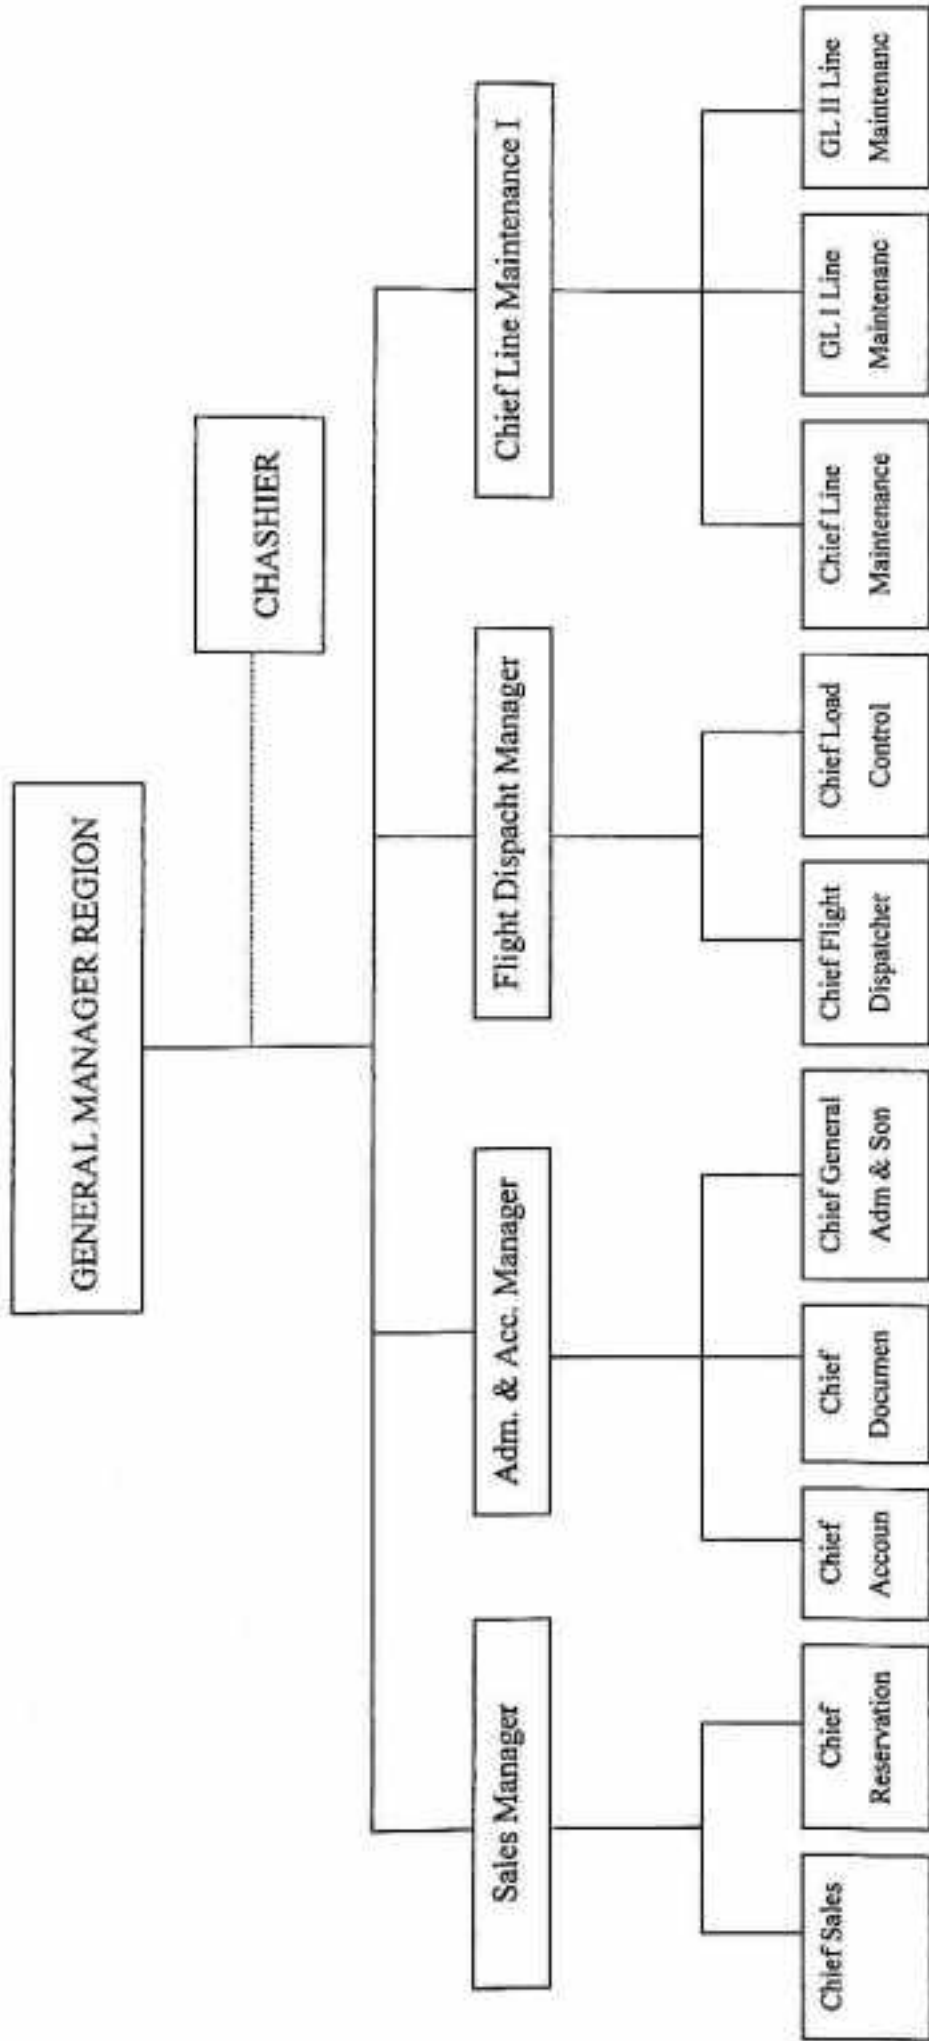 GENERAL MANAGER REGION
CHASHIER
Sales Manager
Adm. & Acc. Manager
Flight Dispacht Manager
Chief Line Maintenance I
Chief Sales
Chief
Reservation
Chief
Accoun
Chief
Documen
Chief General
Adm & Son
Chief Flight
Dispatcher
Chief Load
Control
Chief Line
Maintenance
GL I Line
Maintenanc
GL II Line
Maintenanc